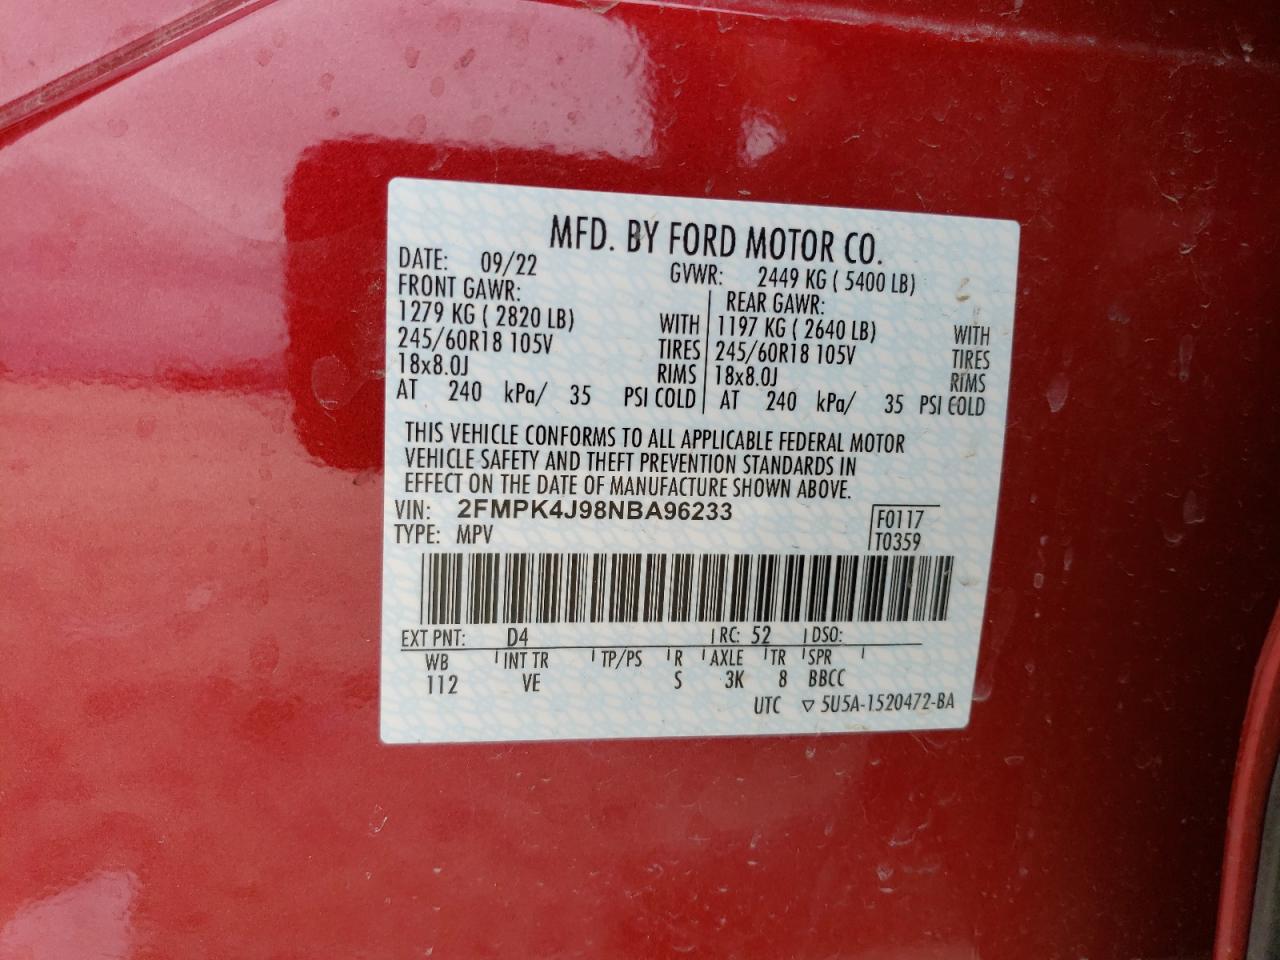 MFD. BY FORD MOTOR CO.
DATE: 09/22 GVWR: 2449 KG ( 5400 LB)
FRONT GAWR: REAR GAWR:
1279 KG ( 2820 LB) WITH 1197 KG ( 2640 LB) WITH
245/60R18 105V TIRES 245/60R18 105V TIRES
18x8.0J RIMS 18x8.0J RIMS
AT 240 kPa/ 35 PSI COLD AT 240 kPa/ 35 PSI COLD
THIS VEHICLE CONFORMS TO ALL APPLICABLE FEDERAL MOTOR
VEHICLE SAFETY AND THEFT PREVENTION STANDARDS IN
EFFECT ON THE DATE OF MANUFACTURE SHOWN ABOVE.
VIN: 2FMPK4J98NBA96233 F0117
TYPE: MPV T0359
EXT PNT: D4 RC: 52 DSO:
WB INT TR TP/PS R AXLE TR SPR
112 VE S 3K 8 BBCC
UTC ▽ 5U5A-1520472-BA